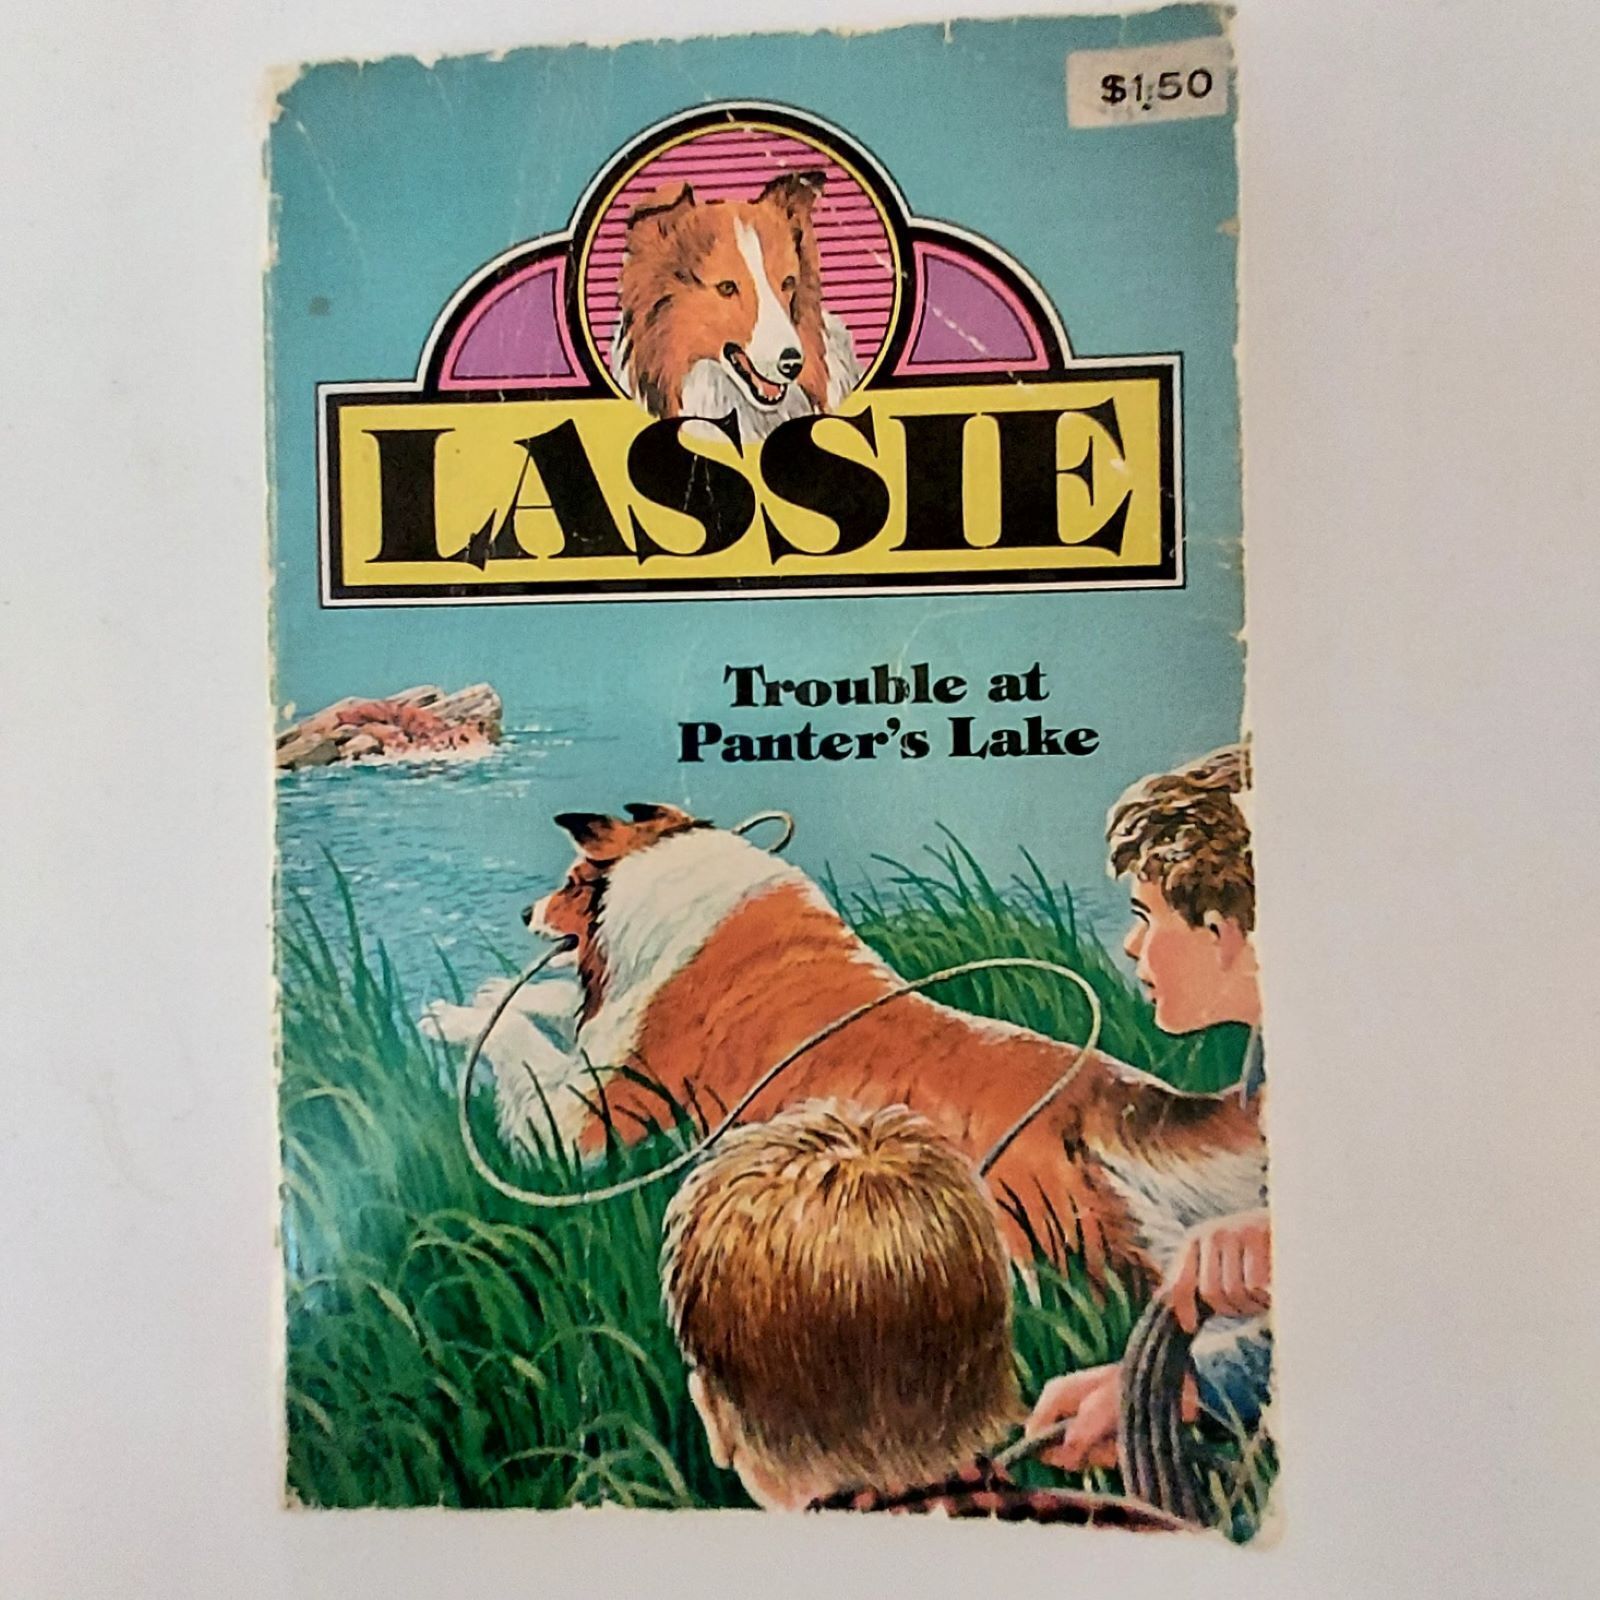 $1.50
LASSIE
Trouble at
Panter's Lake